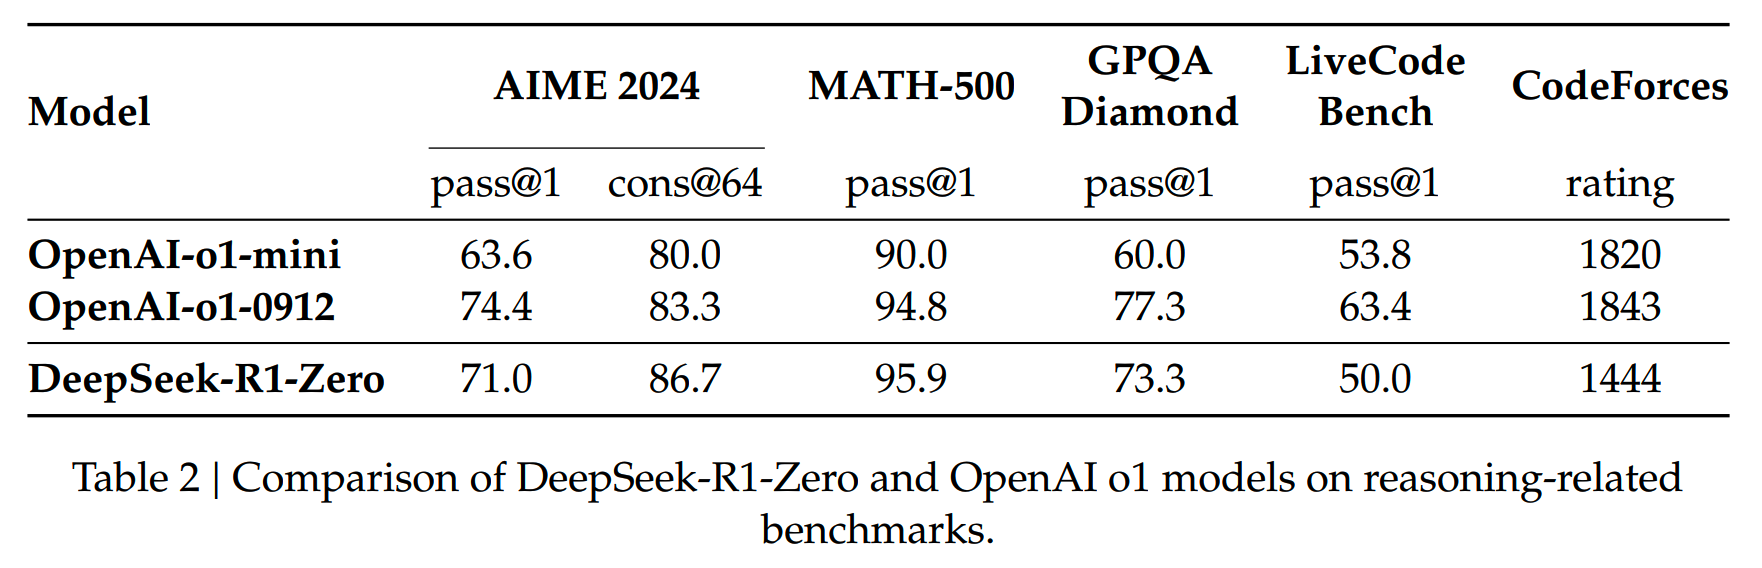 Model AIME 2024 MATH-500 GPQA Diamond LiveCode Bench CodeForces
pass@1 cons@64 pass@1 pass@1 pass@1 rating
OpenAI-o1-mini 63.6 80.0 90.0 60.0 53.8 1820
OpenAI-o1-0912 74.4 83.3 94.8 77.3 63.4 1843
DeepSeek-R1-Zero 71.0 86.7 95.9 73.3 50.0 1444
Table 2 | Comparison of DeepSeek-R1-Zero and OpenAI o1 models on reasoning-related
benchmarks.